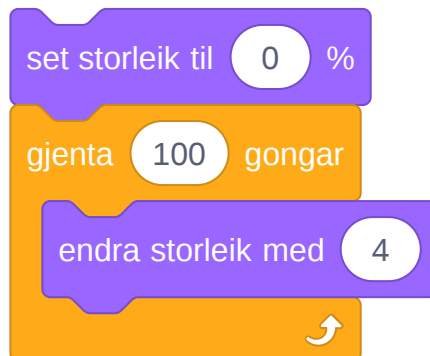 set storleik til 0 %
gjenta 100 gongar
endra storleik med 4